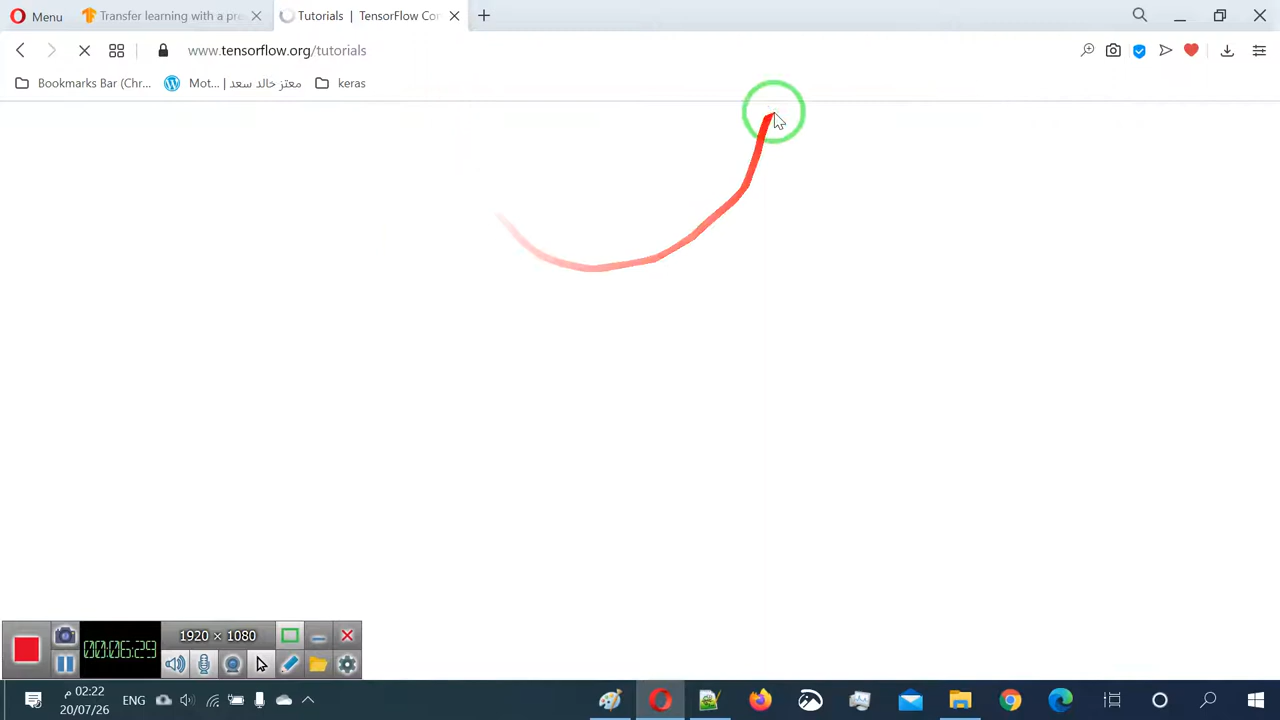 Menu
Transfer learning with a pre
Tutorials | TensorFlow Cor
www.tensorflow.org/tutorials
Bookmarks Bar (Chr...
Mot... | معتز خالد سعد
keras
1920 × 1080
00:06:29
02:22 م
ENG
20/07/26